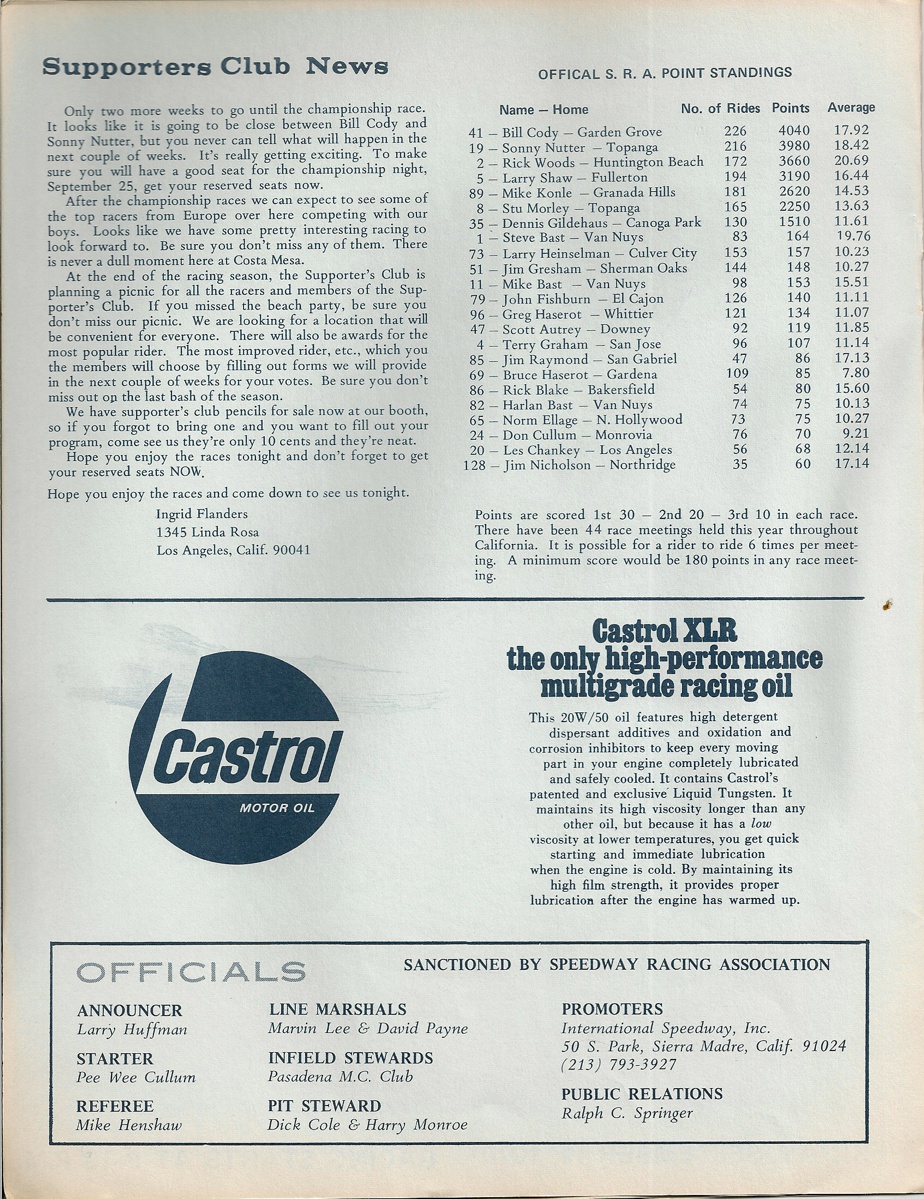 Supporters Club News
Only two more weeks to go until the championship race.
It looks like it is going to be close between Bill Cody and
Sonny Nutter, but you never can tell what will happen in the
next couple of weeks. It's really getting exciting. To make
sure you will have a good seat for the championship night,
September 25, get your reserved seats now.
After the championship races we can expect to see some of
the top racers from Europe over here competing with our
boys. Looks like we have some pretty interesting racing to
look forward to. Be sure you don't miss any of them. There
is never a dull moment here at Costa Mesa.
At the end of the racing season, the Supporter's Club is
planning a picnic for all the racers and members of the Sup-
porter's Club. If you missed the beach party, be sure you
don't miss our picnic. We are looking for a location that will
be convenient for everyone. There will also be awards for the
most popular rider. The most improved rider, etc., which you
the members will choose by filling out forms we will provide
in the next couple of weeks for your votes. Be sure you don't
miss out op the last bash of the season.
We have supporter's club pencils for sale now at our booth,
so if you forgot to bring one and you want to fill out your
program, come see us they're only 10 cents and they're neat.
Hope you enjoy the races tonight and don't forget to get
your reserved seats NOW.
Hope you enjoy the races and come down to see us tonight.
Ingrid Flanders
1345 Linda Rosa
Los Angeles, Calif. 90041
OFFICAL S. R. A. POINT STANDINGS
Name – Home No. of Rides Points Average
41 – Bill Cody – Garden Grove 226 4040 17.92
19 – Sonny Nutter – Topanga 216 3980 18.42
2 – Rick Woods – Huntington Beach 172 3660 20.69
5 – Larry Shaw – Fullerton 194 3190 16.44
89 – Mike Konle – Granada Hills 181 2620 14.53
8 – Stu Morley – Topanga 165 2250 13.63
35 – Dennis Gildehaus – Canoga Park 130 1510 11.61
1 – Steve Bast – Van Nuys 83 164 19.76
73 – Larry Heinselman – Culver City 153 157 10.23
51 – Jim Gresham – Sherman Oaks 144 148 10.27
11 – Mike Bast – Van Nuys 98 153 15.51
79 – John Fishburn – El Cajon 126 140 11.11
96 – Greg Haserot – Whittier 121 134 11.07
47 – Scott Autrey – Downey 92 119 11.85
4 – Terry Graham – San Jose 96 107 11.14
85 – Jim Raymond – San Gabriel 47 86 17.13
69 – Bruce Haserot – Gardena 109 85 7.80
86 – Rick Blake – Bakersfield 54 80 15.60
82 – Harlan Bast – Van Nuys 74 75 10.13
65 – Norm Ellage – N. Hollywood 73 75 10.27
24 – Don Cullum – Monrovia 76 70 9.21
20 – Les Chankey – Los Angeles 56 68 12.14
128 – Jim Nicholson – Northridge 35 60 17.14
Points are scored 1st 30 – 2nd 20 – 3rd 10 in each race.
There have been 44 race meetings held this year throughout
California. It is possible for a rider to ride 6 times per meet-
ing. A minimum score would be 180 points in any race meet-
ing.
Castrol
MOTOR OIL
Castrol XLR
the only high-performance
multigrade racing oil
This 20W/50 oil features high detergent
dispersant additives and oxidation and
corrosion inhibitors to keep every moving
part in your engine completely lubricated
and safely cooled. It contains Castrol's
patented and exclusive Liquid Tungsten. It
maintains its high viscosity longer than any
other oil, but because it has a low
viscosity at lower temperatures, you get quick
starting and immediate lubrication
when the engine is cold. By maintaining its
high film strength, it provides proper
lubrication after the engine has warmed up.
OFFICIALS
SANCTIONED BY SPEEDWAY RACING ASSOCIATION
ANNOUNCER
Larry Huffman
STARTER
Pee Wee Cullum
REFEREE
Mike Henshaw
LINE MARSHALS
Marvin Lee & David Payne
INFIELD STEWARDS
Pasadena M.C. Club
PIT STEWARD
Dick Cole & Harry Monroe
PROMOTERS
International Speedway, Inc.
50 S. Park, Sierra Madre, Calif. 91024
(213) 793-3927
PUBLIC RELATIONS
Ralph C. Springer